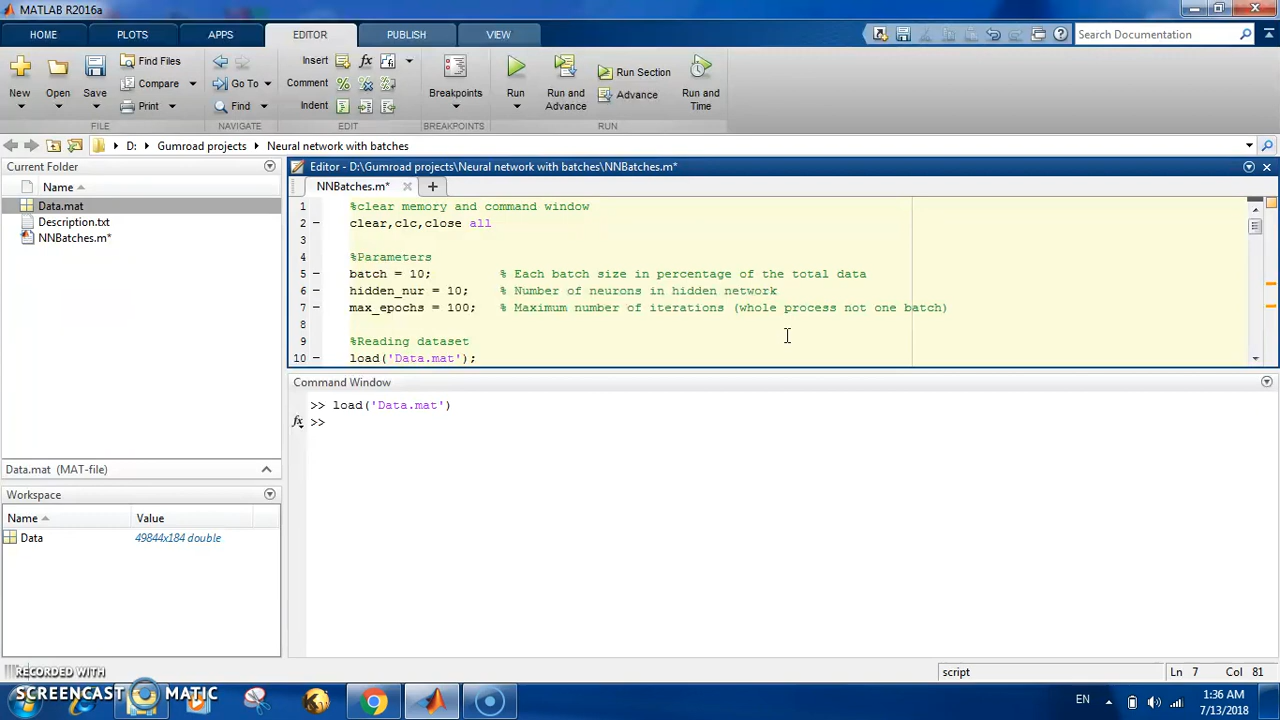 MATLAB R2016a
HOME PLOTS APPS EDITOR PUBLISH VIEW
Search Documentation
New Open Save Find Files Compare Print
Go To Find
Insert fx Comment % Indent
Breakpoints
Run Run and Advance Run Section Advance Run and Time
FILE NAVIGATE EDIT BREAKPOINTS RUN
D: Gumroad projects Neural network with batches
Current Folder
Name
Data.mat
Description.txt
NNBatches.m*
Data.mat (MAT-file)
Workspace
Name Value
Data 49844x184 double
Editor - D:\Gumroad projects\Neural network with batches\NNBatches.m*
NNBatches.m*
1 %clear memory and command window
2 clear,clc,close all
3
4 %Parameters
5 batch = 10; % Each batch size in percentage of the total data
6 hidden_nur = 10; % Number of neurons in hidden network
7 max_epochs = 100; % Maximum number of iterations (whole process not one batch)
8
9 %Reading dataset
10 load('Data.mat');
Command Window
>> load('Data.mat')
fx >>
script Ln 7 Col 81
RECORDED WITH
SCREENCAST MATIC
EN
1:36 AM
7/13/2018